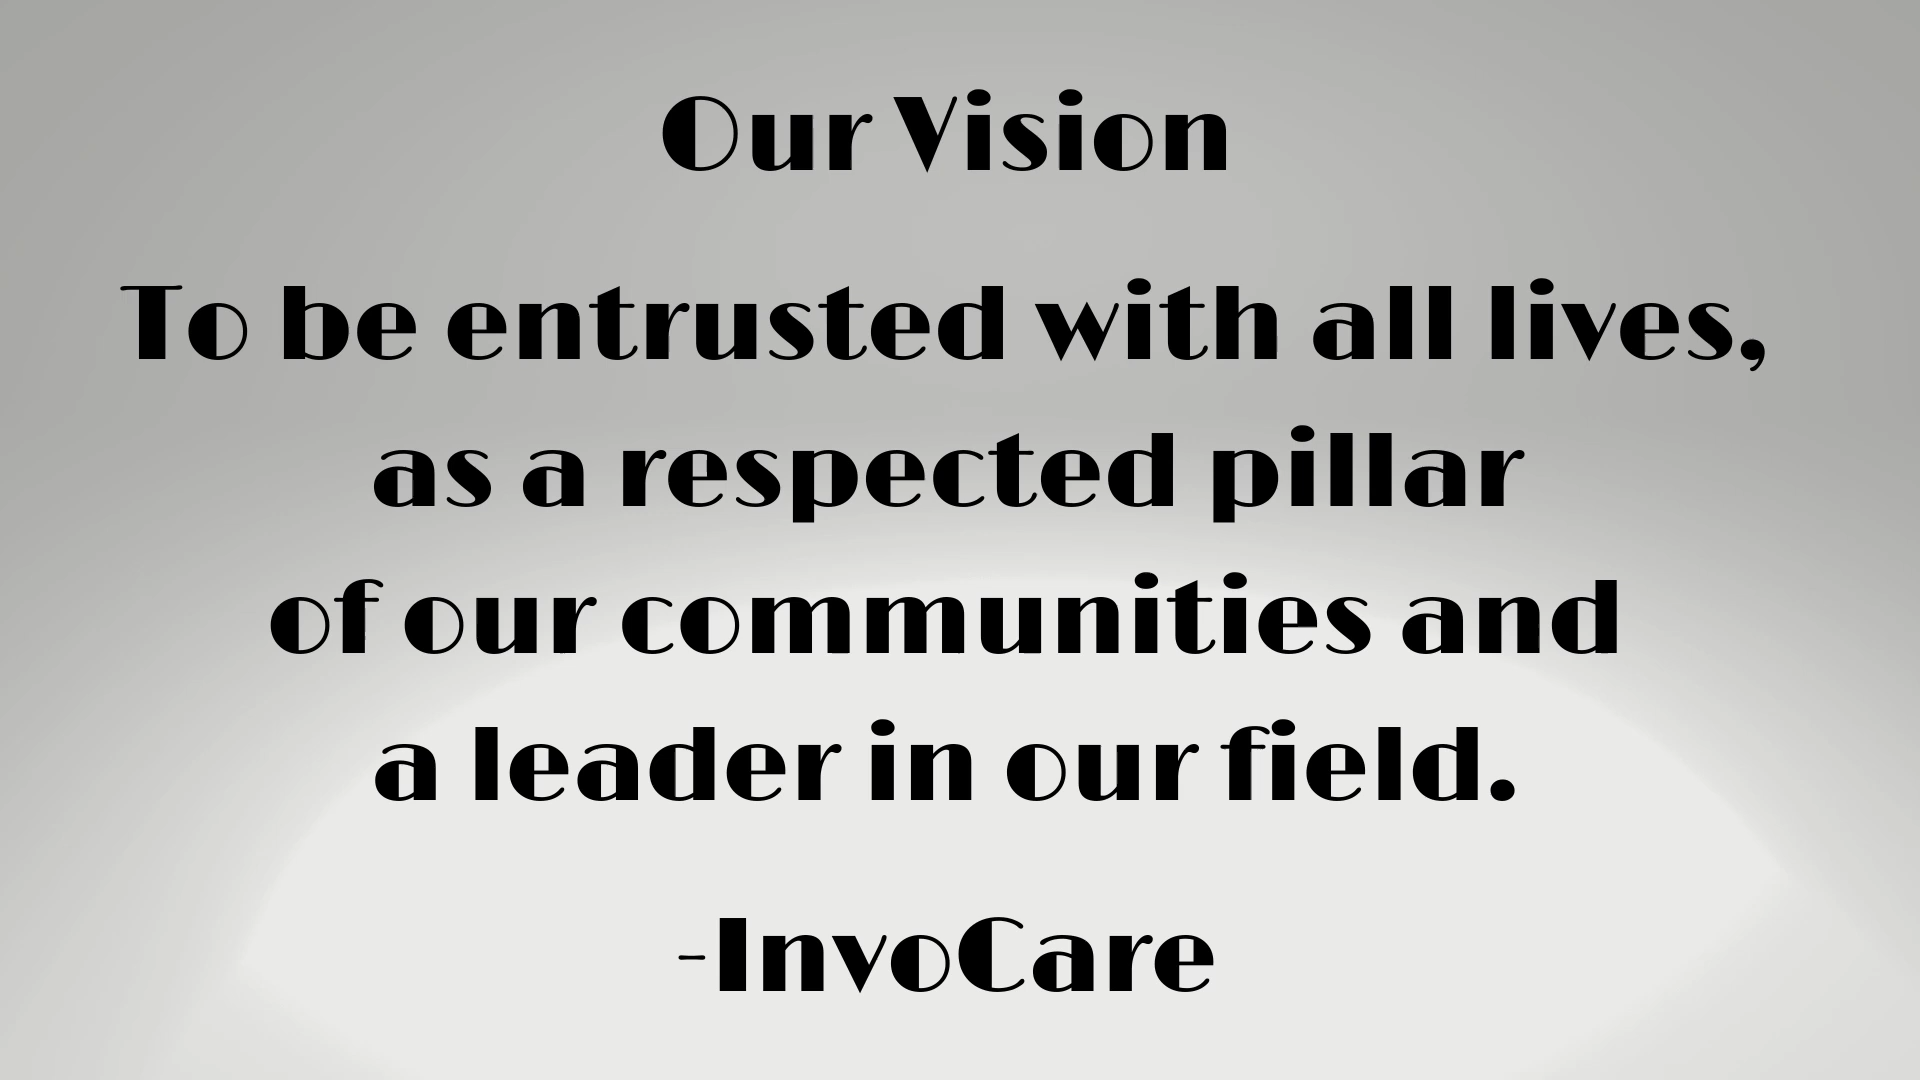 Our Vision
To be entrusted with all lives,
as a respected pillar
of our communities and
a leader in our field.
-InvoCare